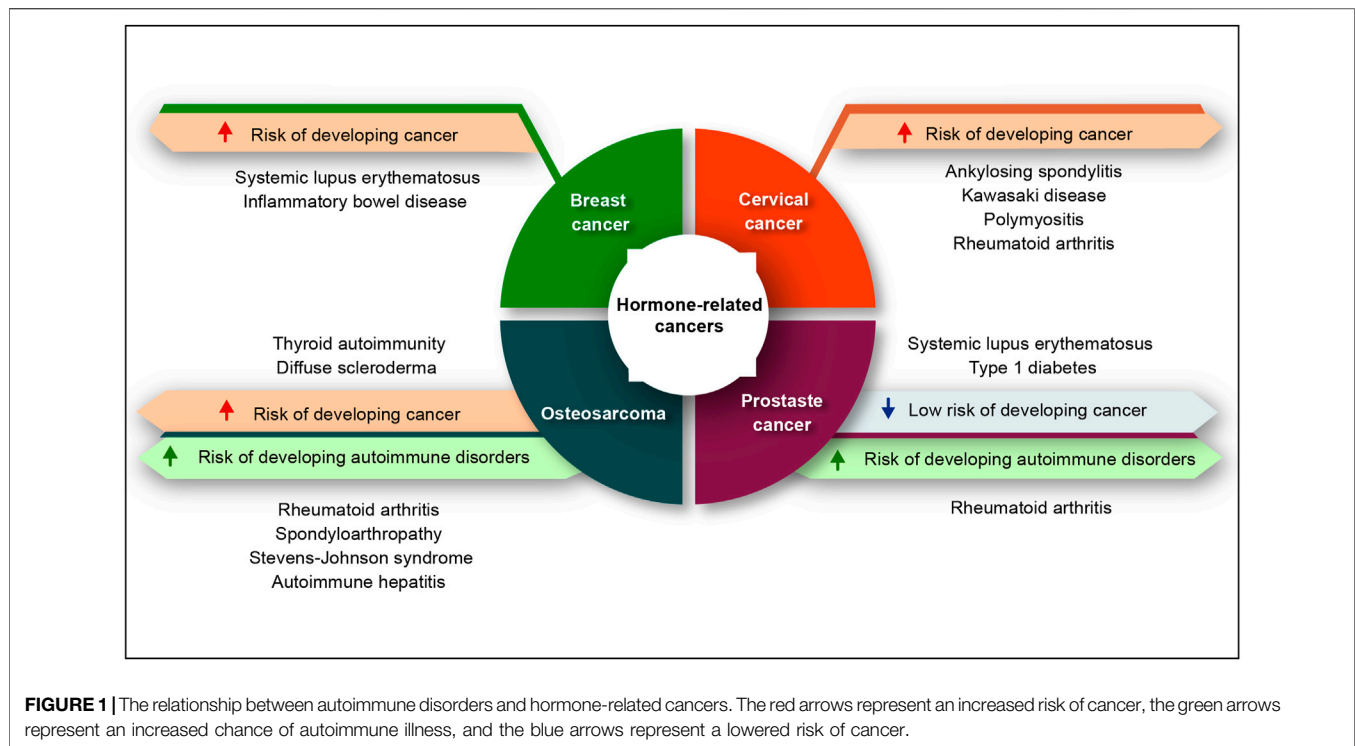 Risk of developing cancer
Systemic lupus erythematosus
Inflammatory bowel disease
Breast
cancer
Risk of developing cancer
Ankylosing spondylitis
Kawasaki disease
Polymyositis
Rheumatoid arthritis
Cervical
cancer
Hormone-related
cancers
Thyroid autoimmunity
Diffuse scleroderma
Risk of developing cancer
Risk of developing autoimmune disorders
Rheumatoid arthritis
Spondyloarthropathy
Stevens-Johnson syndrome
Autoimmune hepatitis
Osteosarcoma
Prostaste
cancer
Systemic lupus erythematosus
Type 1 diabetes
Low risk of developing cancer
Risk of developing autoimmune disorders
Rheumatoid arthritis
FIGURE 1 | The relationship between autoimmune disorders and hormone-related cancers. The red arrows represent an increased risk of cancer, the green arrows
represent an increased chance of autoimmune illness, and the blue arrows represent a lowered risk of cancer.